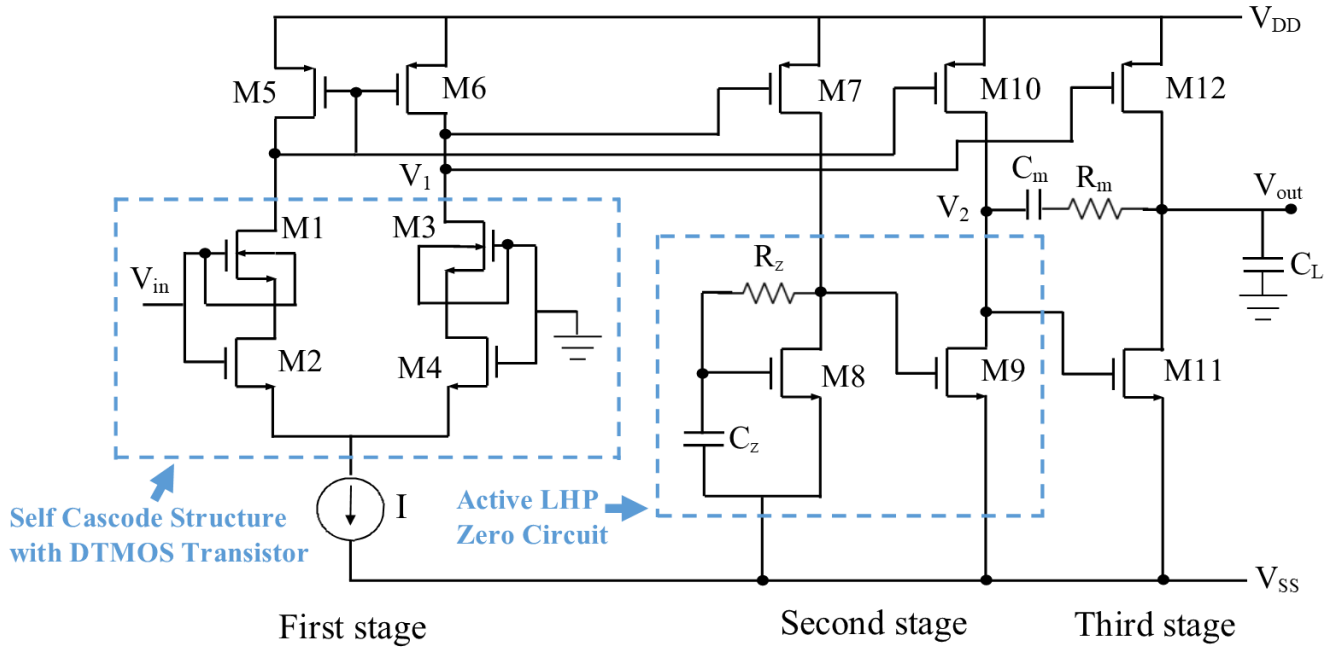 V_DD
M5
M6
M7
M10
M12
V_1
C_m
R_m
V_out
V_2
M1
M3
V_in
R_z
C_L
M2
M4
M8
M9
M11
C_z
Self Cascode Structure
with DTMOS Transistor
I
Active LHP
Zero Circuit
V_SS
First stage
Second stage
Third stage